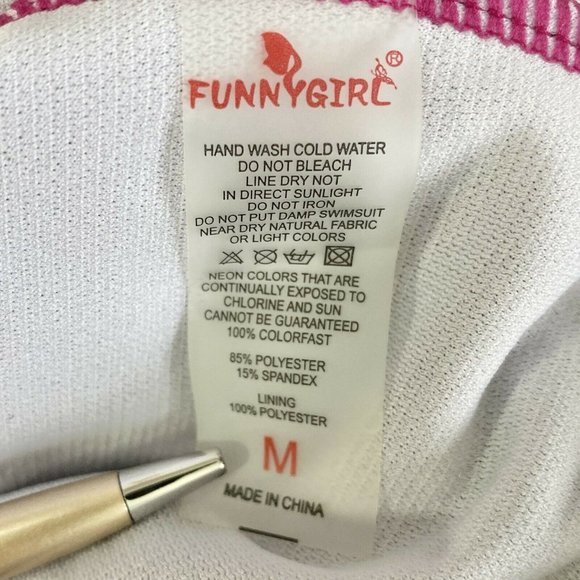 FUNNYGIRL ®
HAND WASH COLD WATER
DO NOT BLEACH
LINE DRY NOT
IN DIRECT SUNLIGHT
DO NOT IRON
DO NOT PUT DAMP SWIMSUIT
NEAR DRY NATURAL FABRIC
OR LIGHT COLORS
NEON COLORS THAT ARE
CONTINUALLY EXPOSED TO
CHLORINE AND SUN
CANNOT BE GUARANTEED
100% COLORFAST
85% POLYESTER
15% SPANDEX
LINING
100% POLYESTER
M
MADE IN CHINA